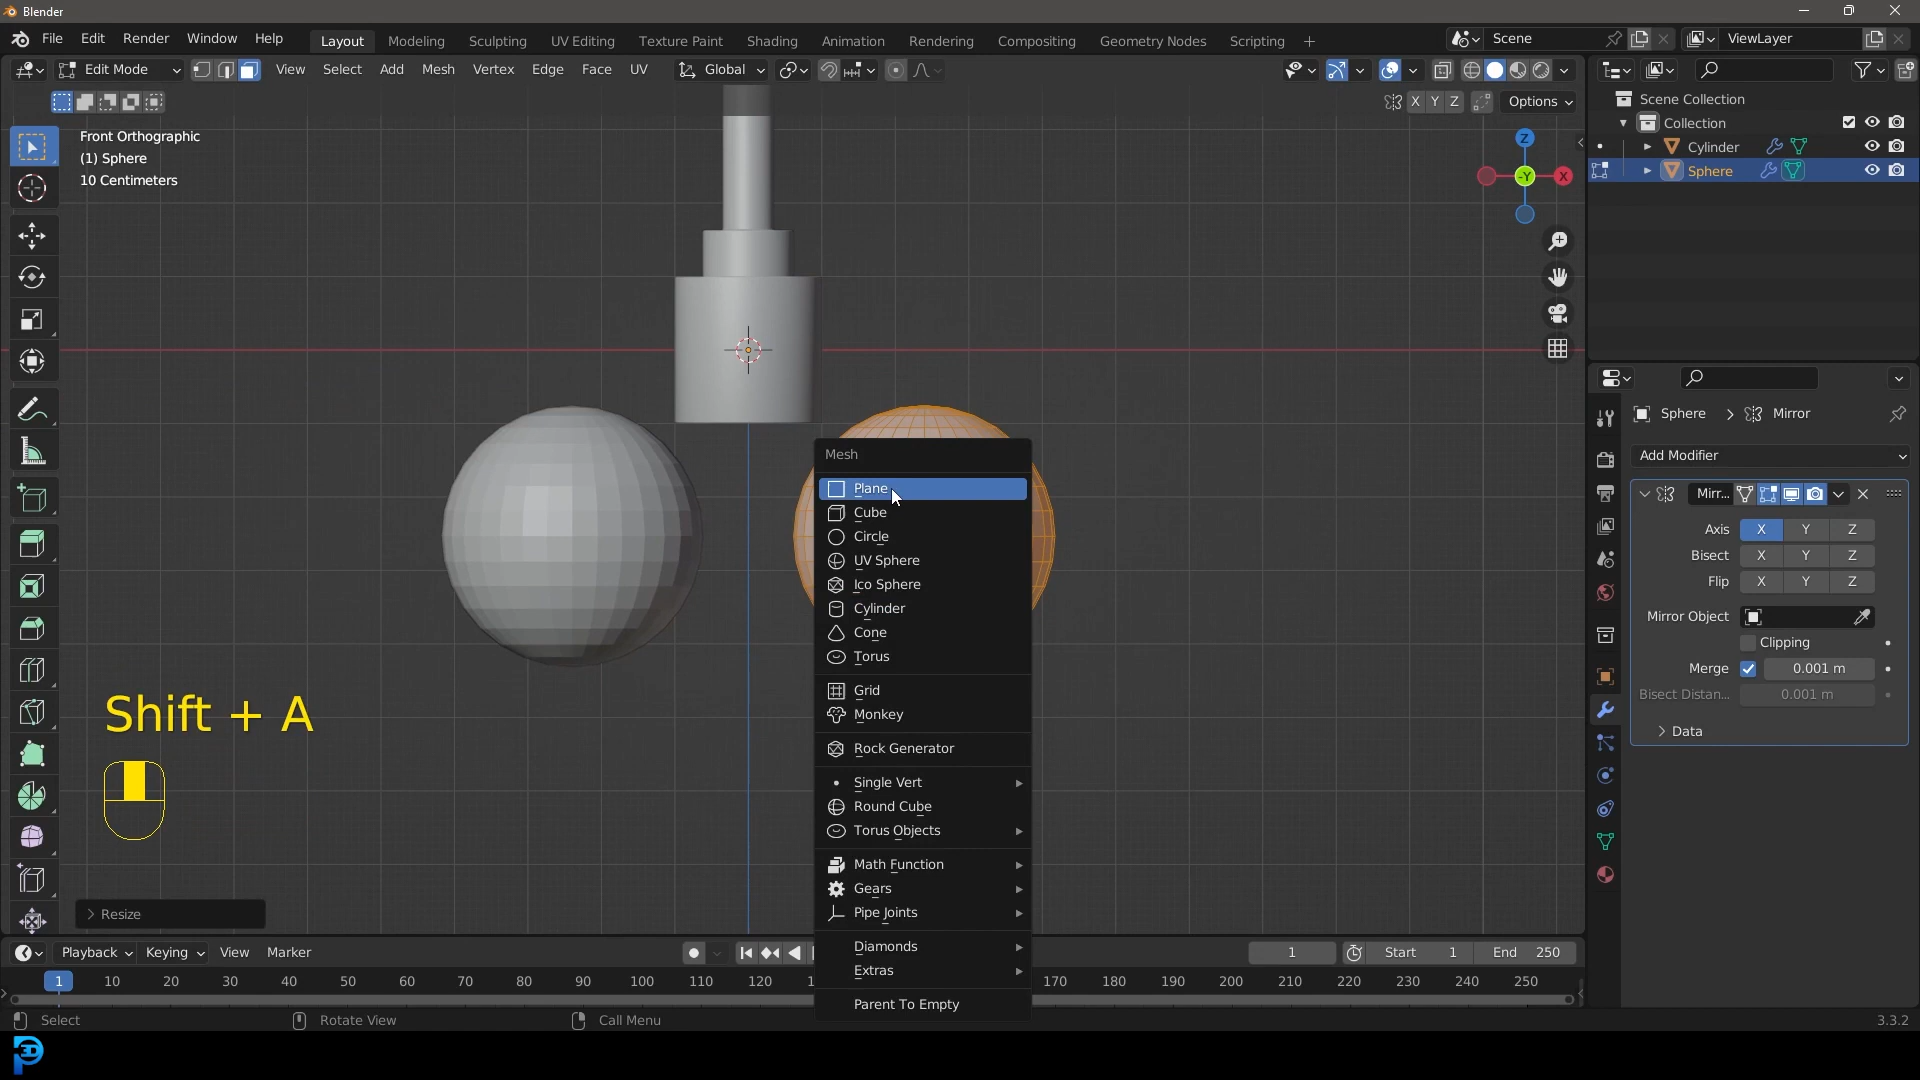 Blender
File Edit Render Window Help Layout Modeling Sculpting UV Editing Texture Paint Shading Animation Rendering Compositing Geometry Nodes Scripting + Scene ViewLayer
Edit Mode View Select Add Mesh Vertex Edge Face UV Global
X Y Z Options
Front Orthographic
(1) Sphere
10 Centimeters
Z
-Y
X
Scene Collection
Collection
Cylinder
Sphere
Sphere > Mirror
Add Modifier
Mirr...
Axis X Y Z
Bisect X Y Z
Flip X Y Z
Mirror Object
Clipping
Merge 0.001 m
Bisect Distan... 0.001 m
Data
Mesh
Plane
Cube
Circle
UV Sphere
Ico Sphere
Cylinder
Cone
Torus
Grid
Monkey
Rock Generator
Single Vert
Round Cube
Torus Objects
Math Function
Gears
Pipe Joints
Diamonds
Extras
Parent To Empty
Shift + A
Resize
Playback Keying View Marker 1 Start 1 End 250
1 10 20 30 40 50 60 70 80 90 100 110 120 1 170 180 190 200 210 220 230 240 250
Select Rotate View Call Menu 3.3.2
3D